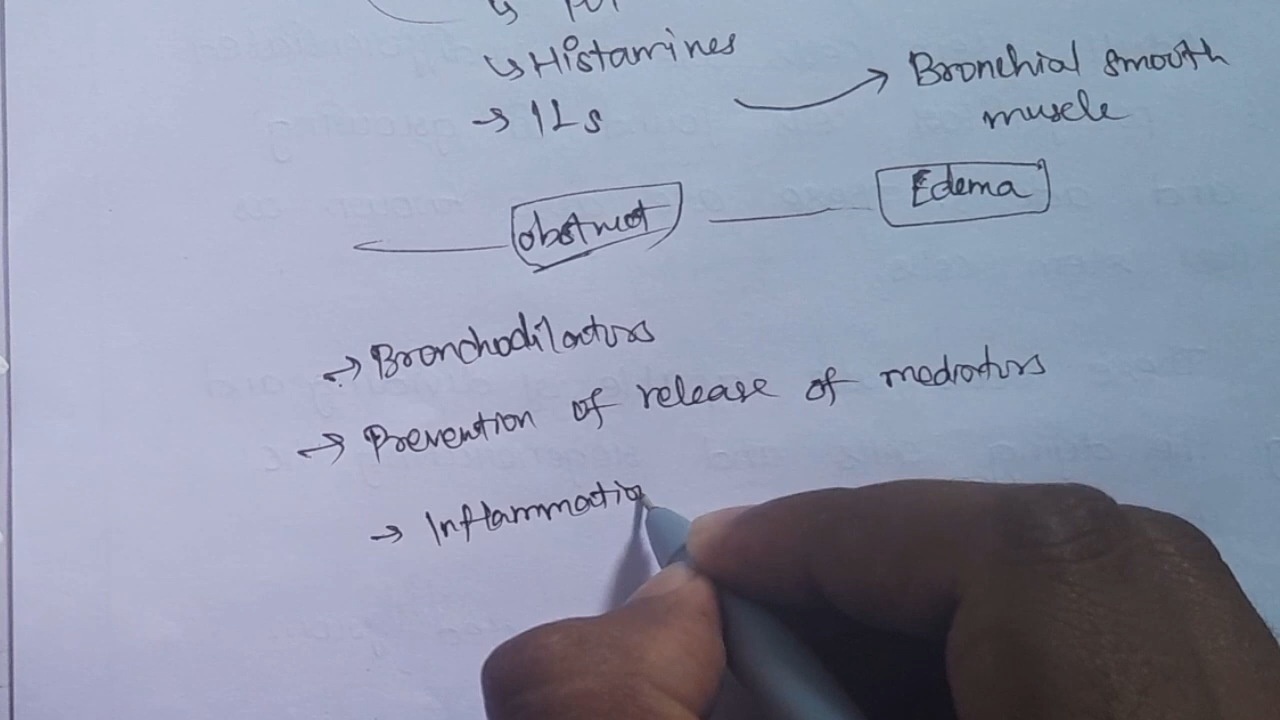 ↳ Histamines
→ ILs
Bronchial smooth
muscle
Edema
obstruct
→ Bronchodilators
→ Prevention of release of mediators
→ Inflammatio